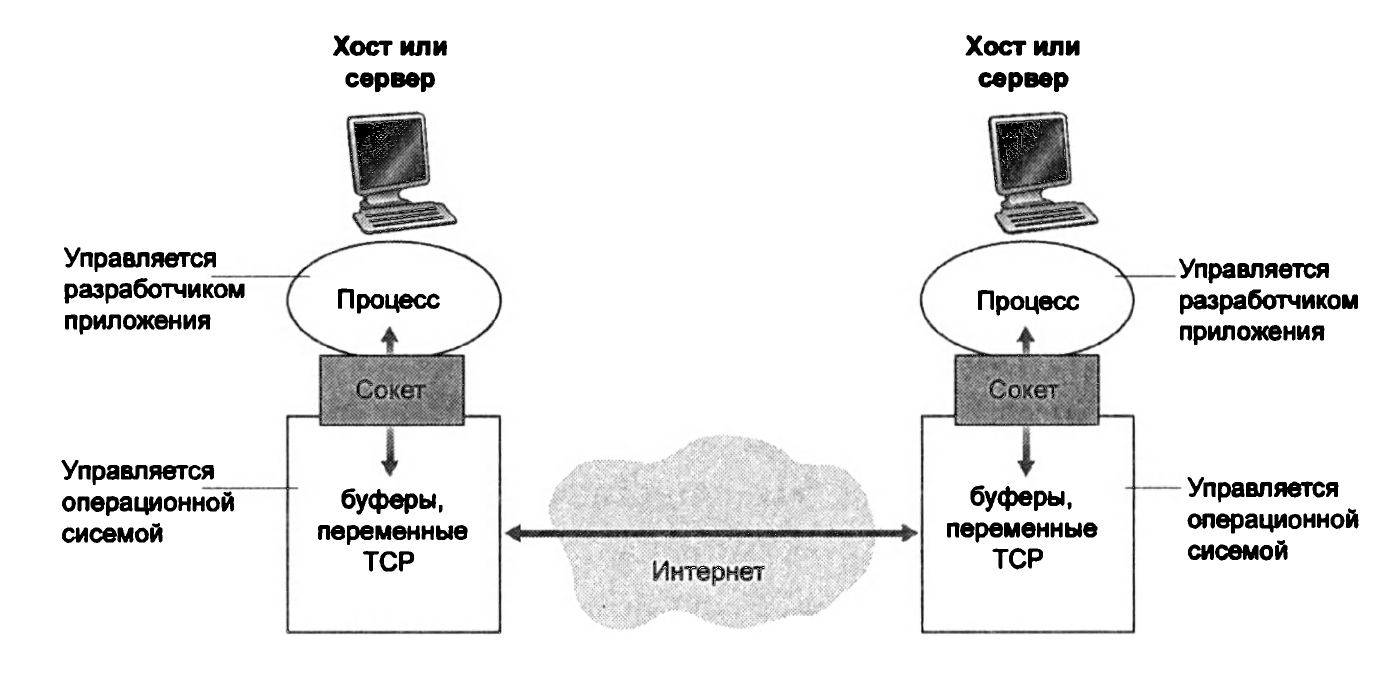 Хост или
сервер
Хост или
сервер
Управляется
разработчиком
приложения
Процесс
Процесс
Управляется
разработчиком
приложения
Сокет
Сокет
Управляется
операционной
сисемой
буферы,
переменные
TCP
Интернет
буферы,
переменные
TCP
Управляется
операционной
сисемой